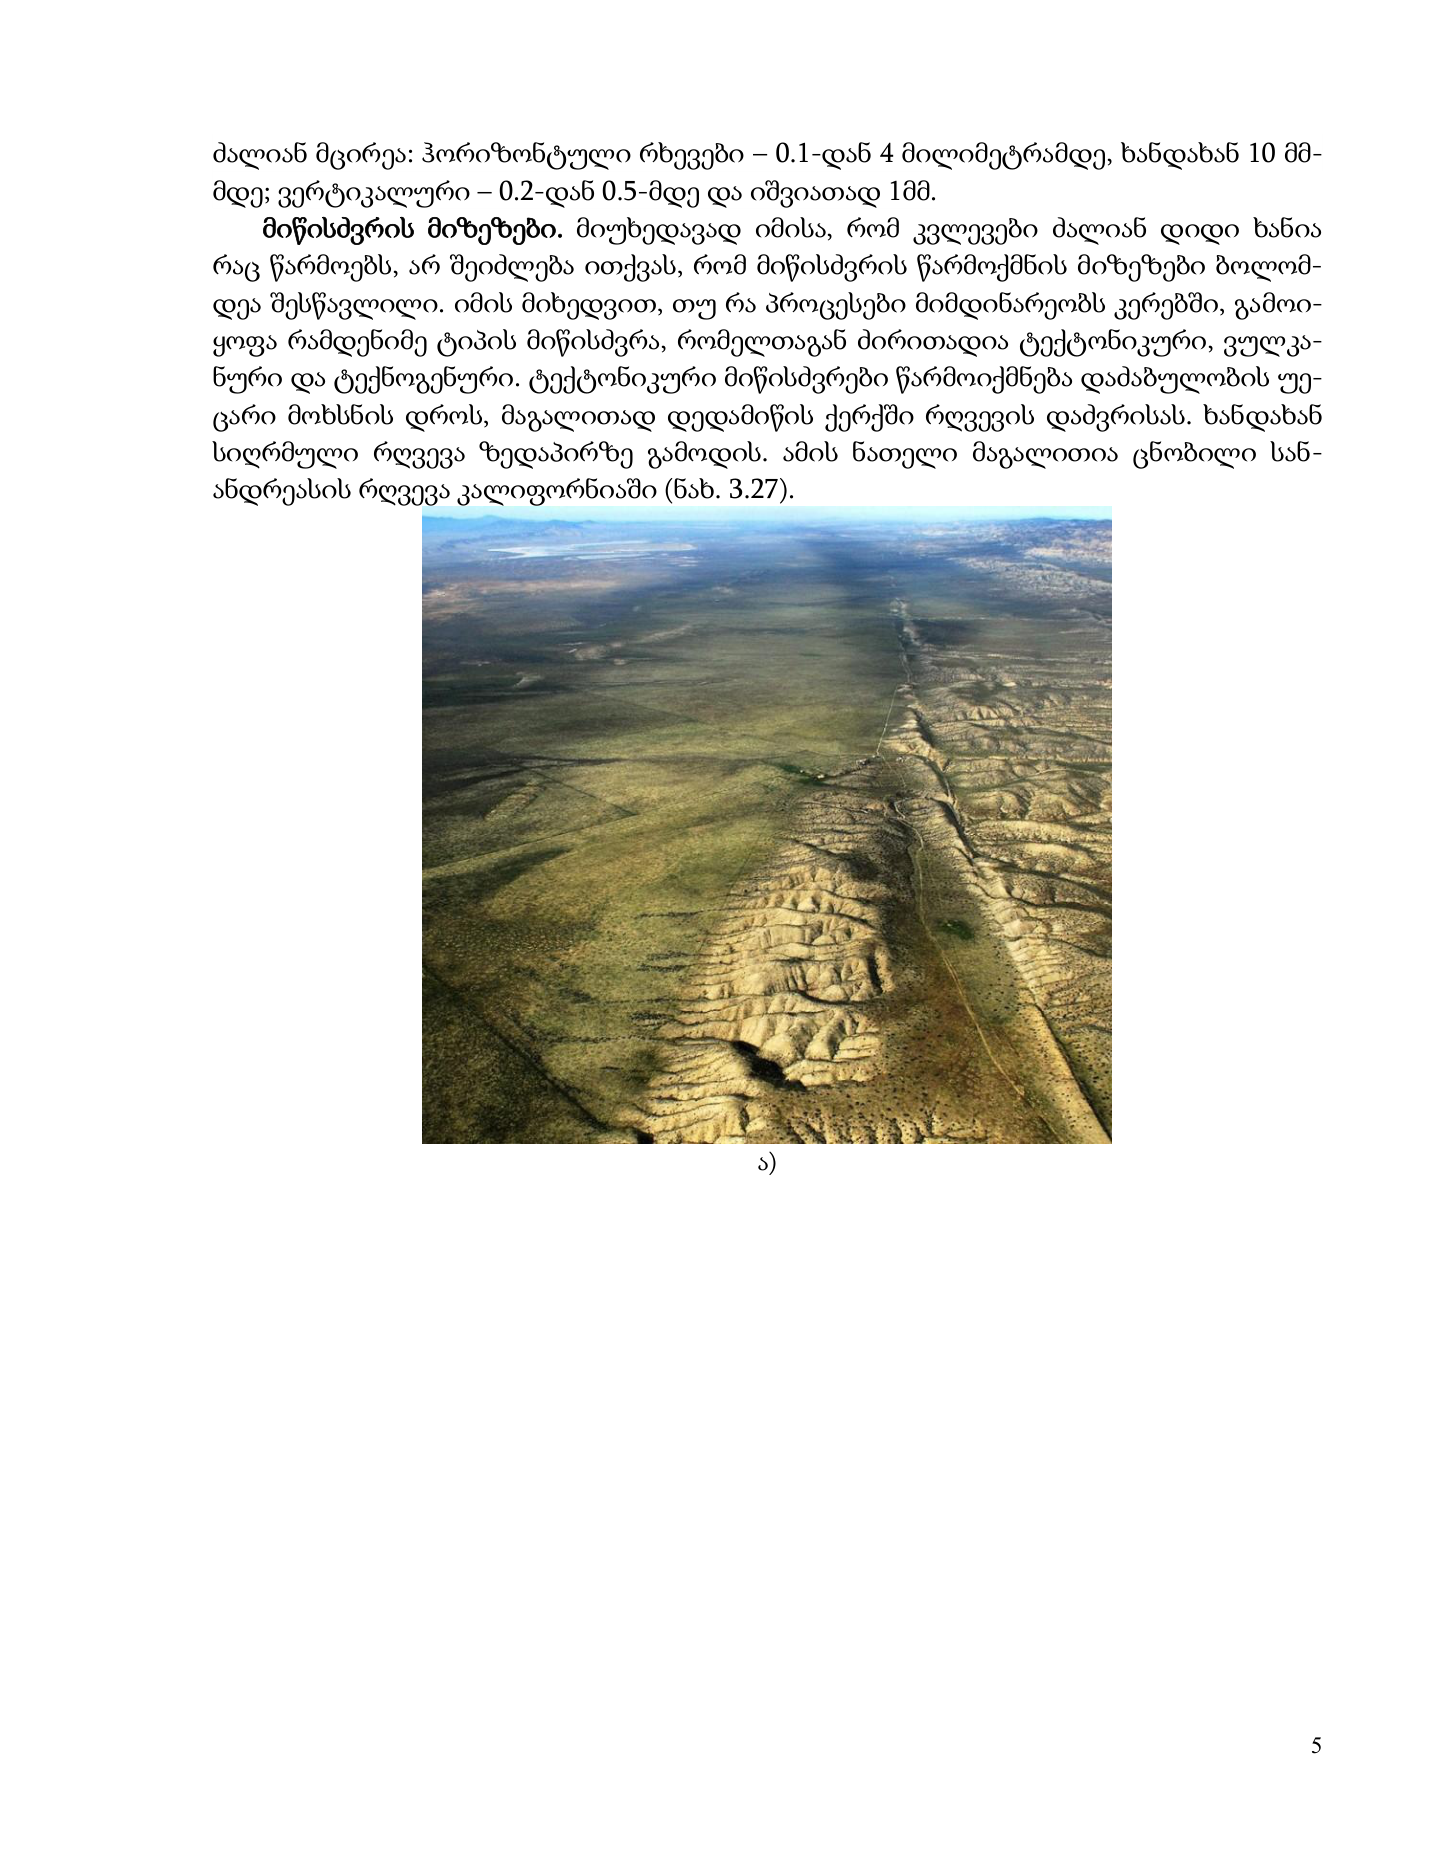 ძალიან მცირეა: ჰორიზონტული რხევები – 0.1-დან 4 მილიმეტრამდე, ხანდახან 10 მმ-
მდე; ვერტიკალური – 0.2-დან 0.5-მდე და იშვიათად 1მმ.
მიწისძვრის მიზეზები. მიუხედავად იმისა, რომ კვლევები ძალიან დიდი ხანია
რაც წარმოებს, არ შეიძლება ითქვას, რომ მიწისძვრის წარმოქმნის მიზეზები ბოლომ-
დეა შესწავლილი. იმის მიხედვით, თუ რა პროცესები მიმდინარეობს კერებში, გამოი-
ყოფა რამდენიმე ტიპის მიწისძვრა, რომელთაგან ძირითადია ტექტონიკური, ვულკა-
ნური და ტექნოგენური. ტექტონიკური მიწისძვრები წარმოიქმნება დაძაბულობის უე-
ცარი მოხსნის დროს, მაგალითად დედამიწის ქერქში რღვევის დაძვრისას. ხანდახან
სიღრმული რღვევა ზედაპირზე გამოდის. ამის ნათელი მაგალითია ცნობილი სან-
ანდრეასის რღვევა კალიფორნიაში (ნახ. 3.27).
ა)
5